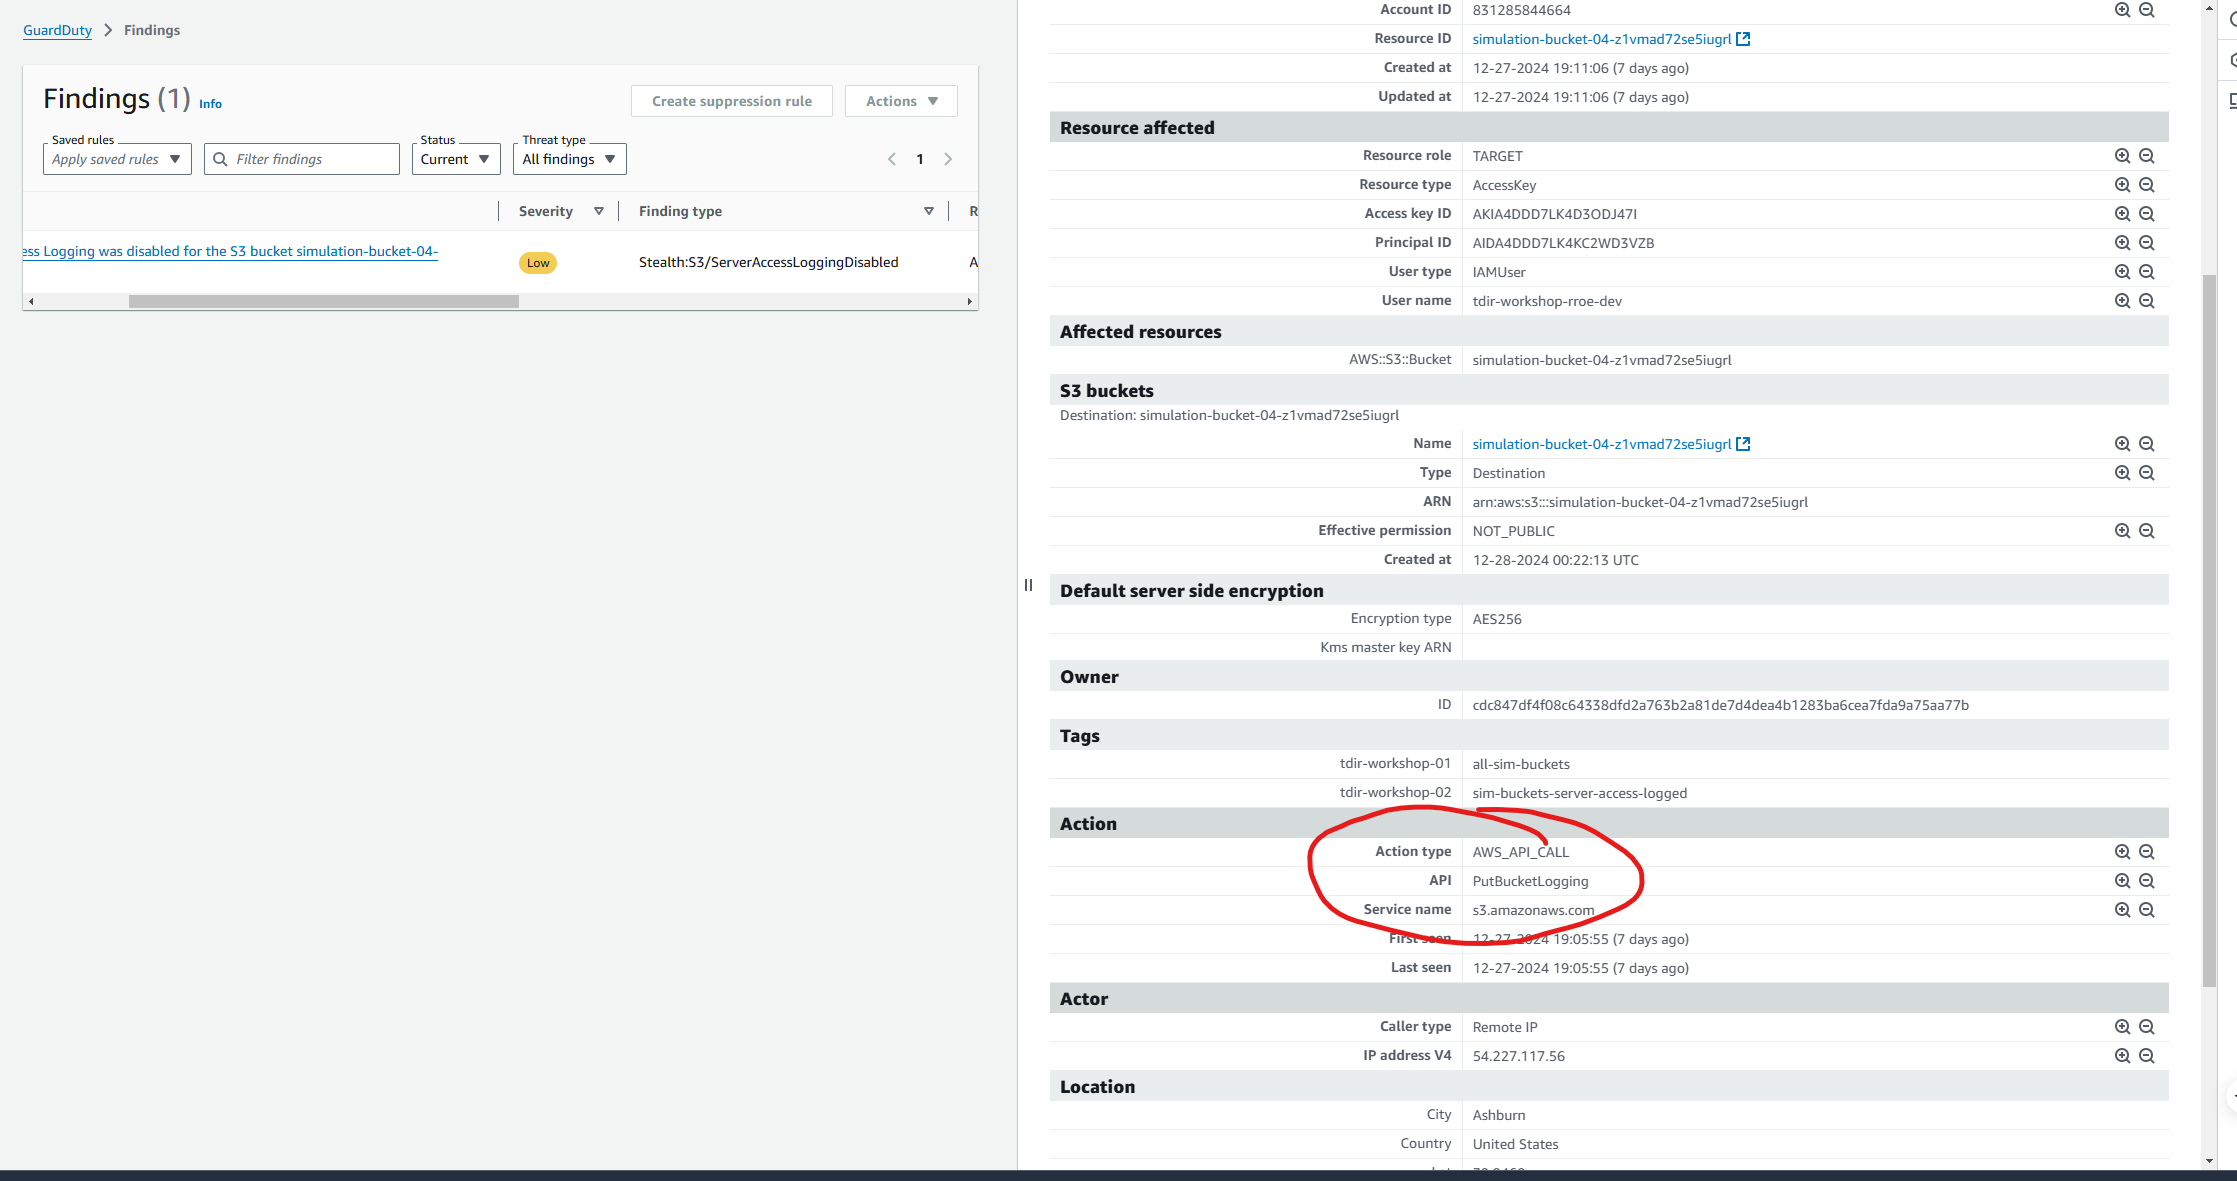 GuardDuty > Findings
Findings (1) Info
Create suppression rule
Actions
Saved rules
Apply saved rules
Filter findings
Status
Current
Threat type
All findings
1
Severity
Finding type
R
ess Logging was disabled for the S3 bucket simulation-bucket-04-
Low
Stealth:S3/ServerAccessLoggingDisabled
A
Account ID 831285844664
Resource ID simulation-bucket-04-z1vmad72se5iugrl
Created at 12-27-2024 19:11:06 (7 days ago)
Updated at 12-27-2024 19:11:06 (7 days ago)
Resource affected
Resource role TARGET
Resource type AccessKey
Access key ID AKIA4DDD7LK4D3ODJ47I
Principal ID AIDA4DDD7LK4KC2WD3VZB
User type IAMUser
User name tdir-workshop-rroe-dev
Affected resources
AWS::S3::Bucket simulation-bucket-04-z1vmad72se5iugrl
S3 buckets
Destination: simulation-bucket-04-z1vmad72se5iugrl
Name simulation-bucket-04-z1vmad72se5iugrl
Type Destination
ARN arn:aws:s3:::simulation-bucket-04-z1vmad72se5iugrl
Effective permission NOT_PUBLIC
Created at 12-28-2024 00:22:13 UTC
Default server side encryption
Encryption type AES256
Kms master key ARN
Owner
ID cdc847df4f08c64338dfd2a763b2a81de7d4dea4b1283ba6cea7fda9a75aa77b
Tags
tdir-workshop-01 all-sim-buckets
tdir-workshop-02 sim-buckets-server-access-logged
Action
Action type AWS_API_CALL
API PutBucketLogging
Service name s3.amazonaws.com
First seen 12-27-2024 19:05:55 (7 days ago)
Last seen 12-27-2024 19:05:55 (7 days ago)
Actor
Caller type Remote IP
IP address V4 54.227.117.56
Location
City Ashburn
Country United States